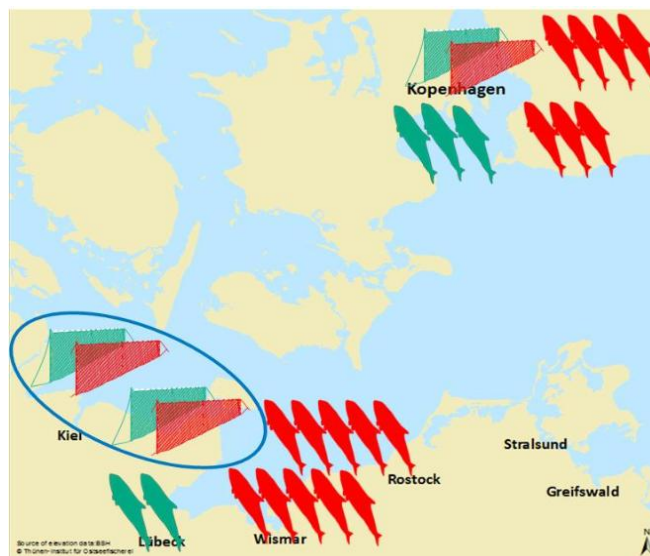 Kopenhagen
Kiel
Stralsund
Rostock
Greifswald
Source of elevation data:BSH
© Thünen-Institut für Ostseefischerei
Lübeck
Wismar
N